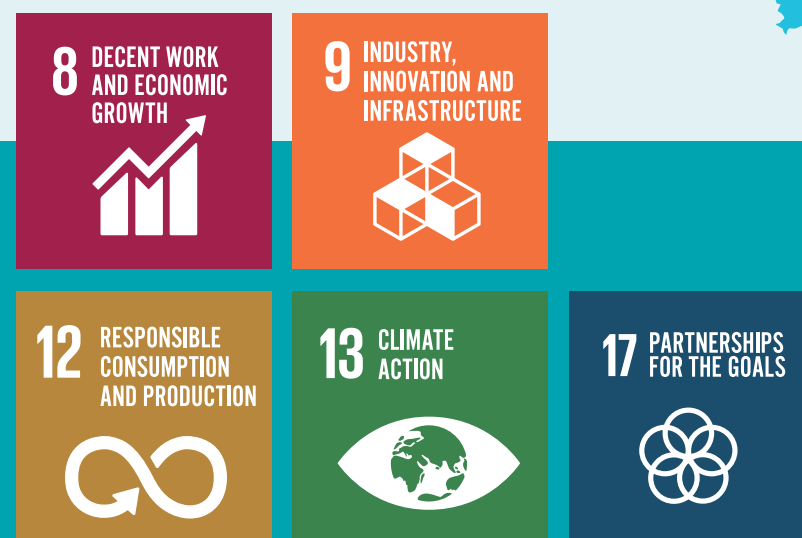 8 DECENT WORK
AND ECONOMIC
GROWTH
9 INDUSTRY,
INNOVATION AND
INFRASTRUCTURE
12 RESPONSIBLE
CONSUMPTION
AND PRODUCTION
13 CLIMATE
ACTION
17 PARTNERSHIPS
FOR THE GOALS